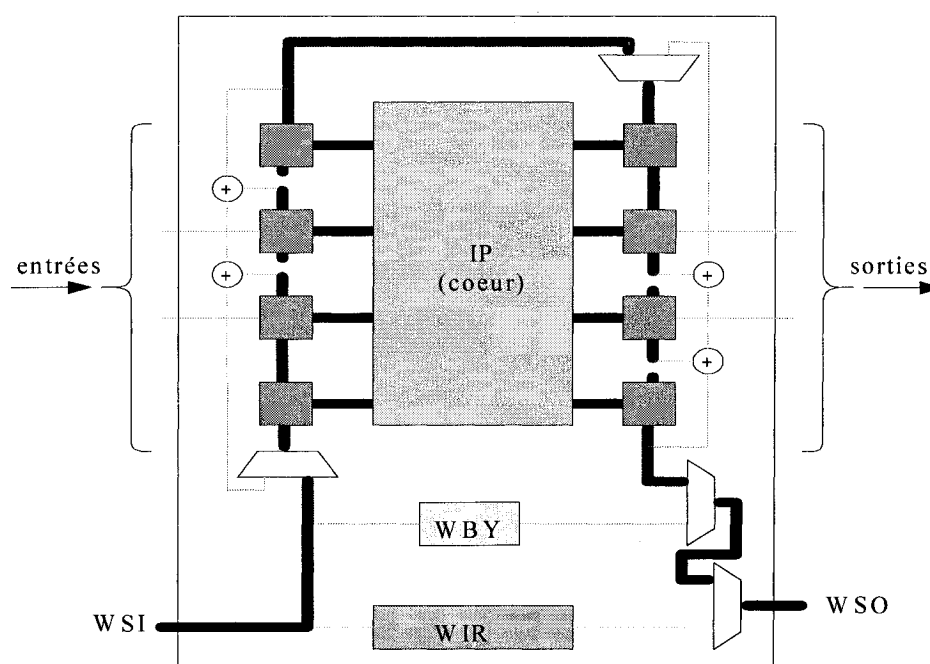 +
+
IP
(coeur)
entrées
sorties
+
+
WBY
WSI
WIR
WSO